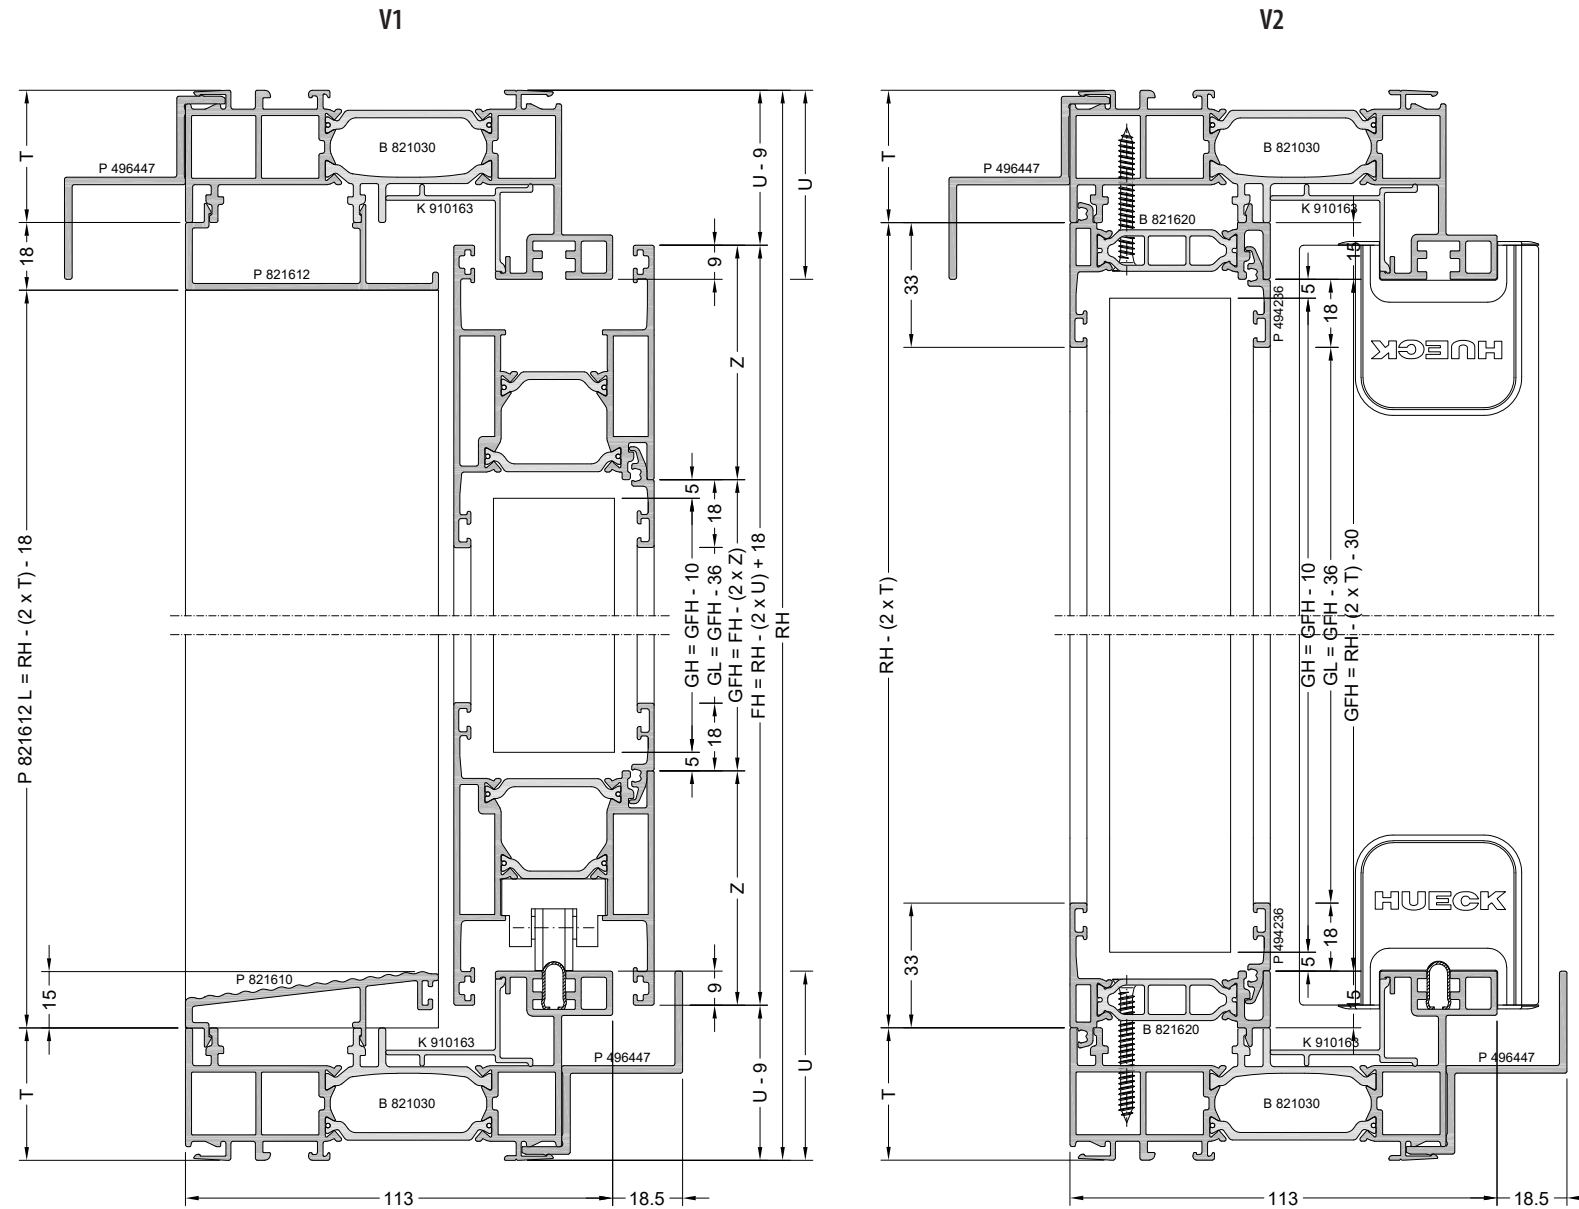 V1
V2
T
18
P 496447
B 821030
K 910163
P 821612
U - 9
U
9
Z
5
18
P 821612 L = RH - (2 x T) - 18
GH = GFH - 10
GL = GFH - 36
GFH = FH - (2 x Z)
FH = RH - (2 x U) + 18
RH
18
5
Z
9
15
P 821610
K 910163
P 496447
B 821030
T
U - 9
U
113
18.5
T
P 496447
B 821030
K 910163
B 821620
33
15
5
18
P 494236
HUECK
RH - (2 x T)
GH = GFH - 10
GL = GFH - 36
GFH = RH - (2 x T) - 30
HUECK
33
P 494236
18
5
15
B 821620
K 910163
P 496447
B 821030
T
113
18.5